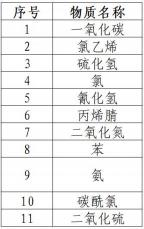 序号 物质名称
1 一氧化碳
2 氯乙烯
3 硫化氢
4 氯
5 氰化氢
6 丙烯腈
7 二氧化氮
8 苯
9 氨
10 碳酰氯
11 二氧化硫